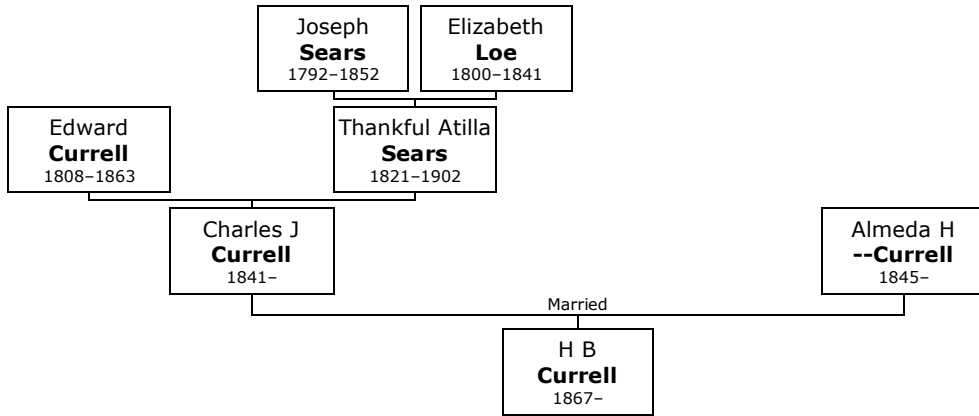 Joseph
Sears
1792–1852
Elizabeth
Loe
1800–1841
Edward
Currell
1808–1863
Thankful Atilla
Sears
1821–1902
Charles J
Currell
1841–
Almeda H
--Currell
1845–
Married
H B
Currell
1867–